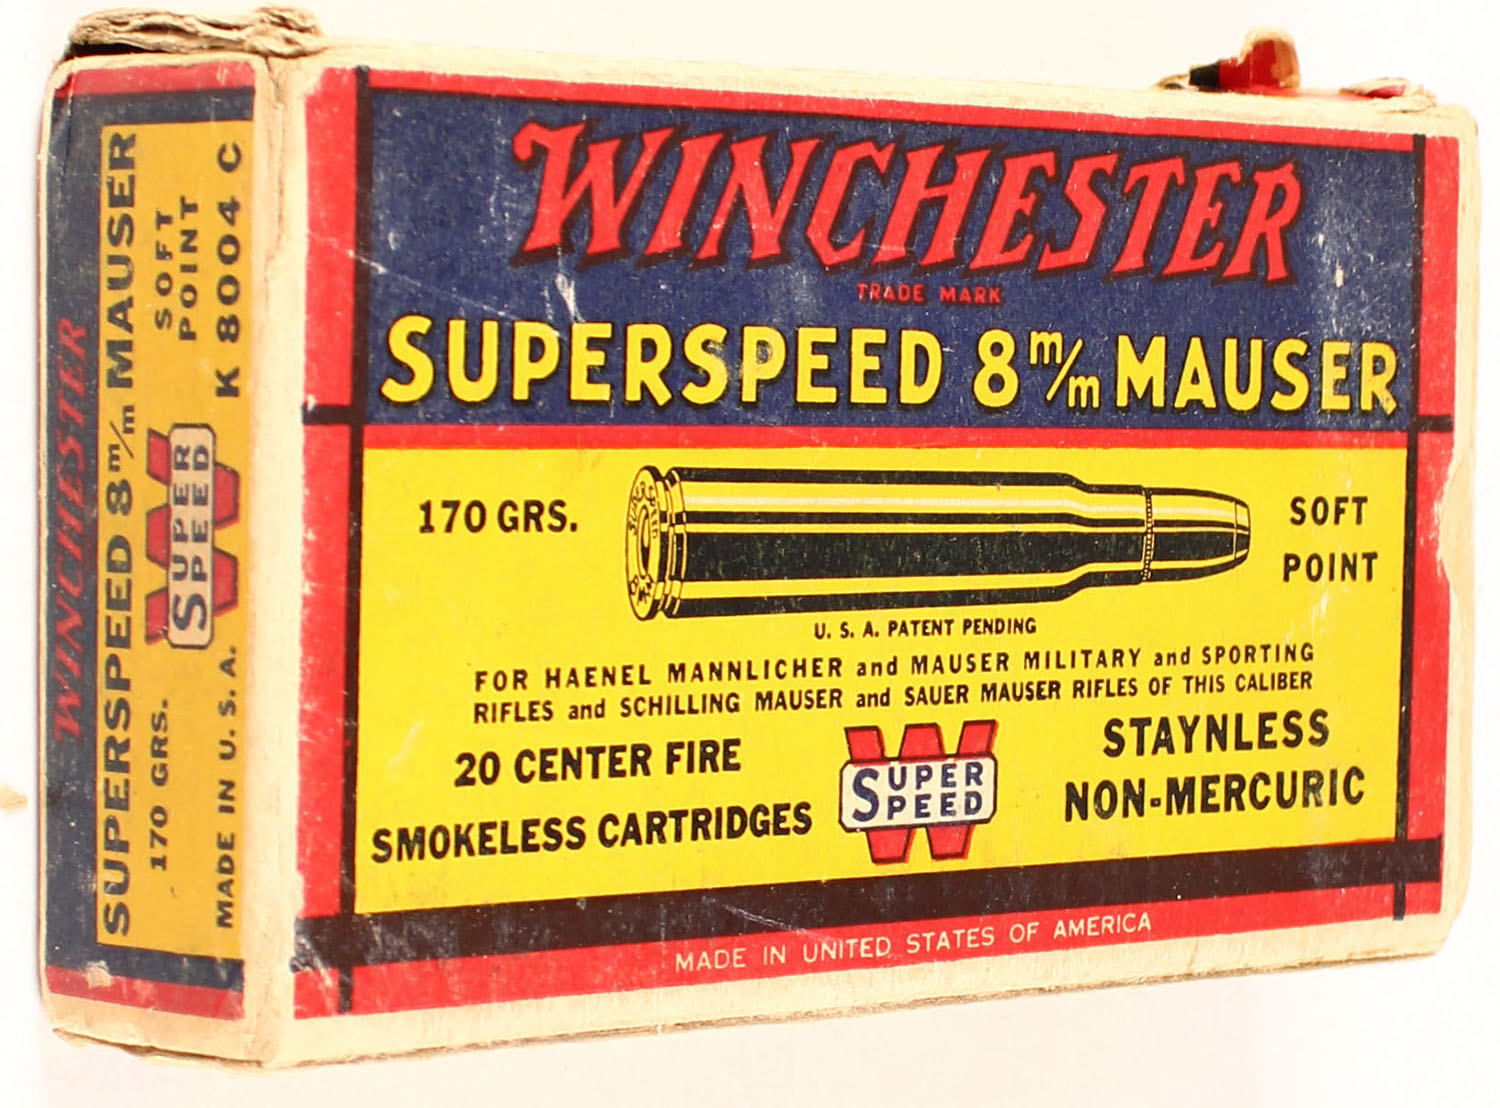 WINCHESTER
TRADE MARK
SUPERSPEED 8 m/m MAUSER
170 GRS.
SOFT
POINT
U. S. A. PATENT PENDING
FOR HAENEL MANNLICHER and MAUSER MILITARY and SPORTING
RIFLES and SCHILLING MAUSER and SAUER MAUSER RIFLES OF THIS CALIBER
20 CENTER FIRE
SMOKELESS CARTRIDGES
W
SUPER
SPEED
STAYNLESS
NON-MERCURIC
MADE IN UNITED STATES OF AMERICA
WINCHESTER
SUPERSPEED 8 m/m MAUSER
170 GRS.
W
SUPER
SPEED
SOFT
POINT
MADE IN U. S. A.
K 8004 C